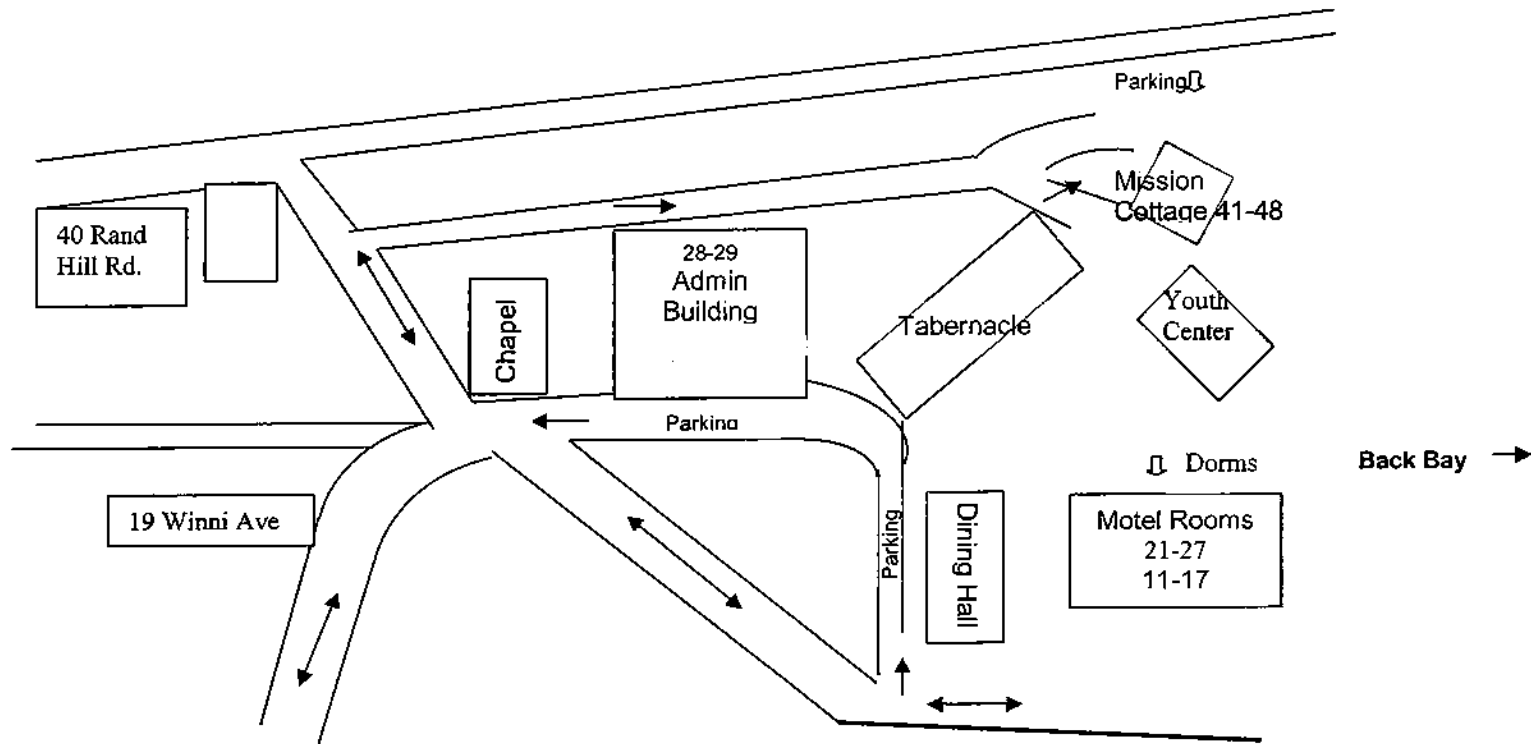 Parking
Mission
Cottage 41-48
40 Rand
Hill Rd.
28-29
Admin
Building
Chapel
Tabernacle
Youth
Center
Parking
Dorms
Back Bay
19 Winni Ave
Parking
Dining Hall
Motel Rooms
21-27
11-17